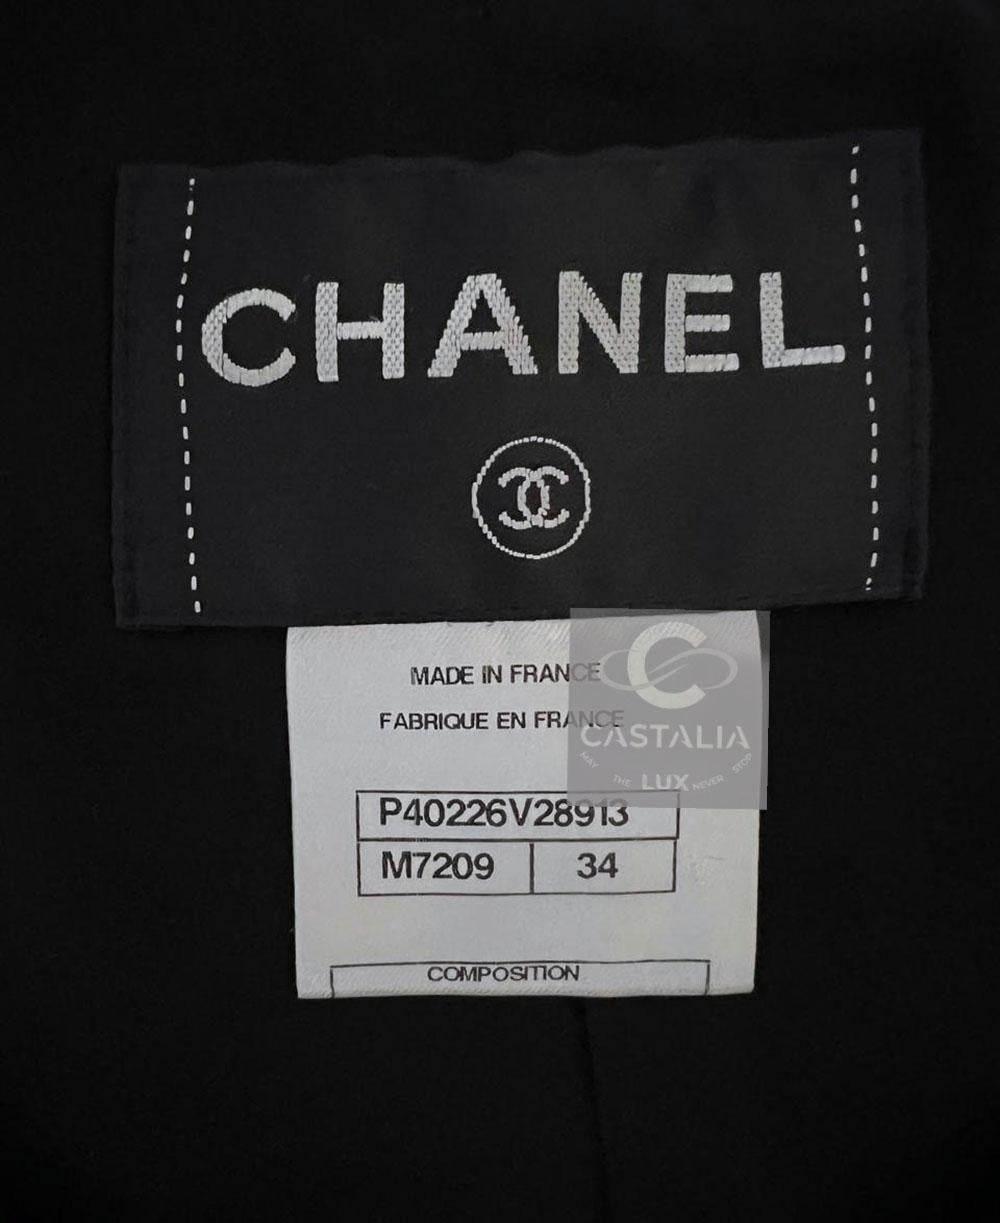 CHANEL
MADE IN FRANCE
FABRIQUE EN FRANCE
C
CASTALIA
MAY THE LUX NEVER STOP
P40226V28913
M7209 34
COMPOSITION